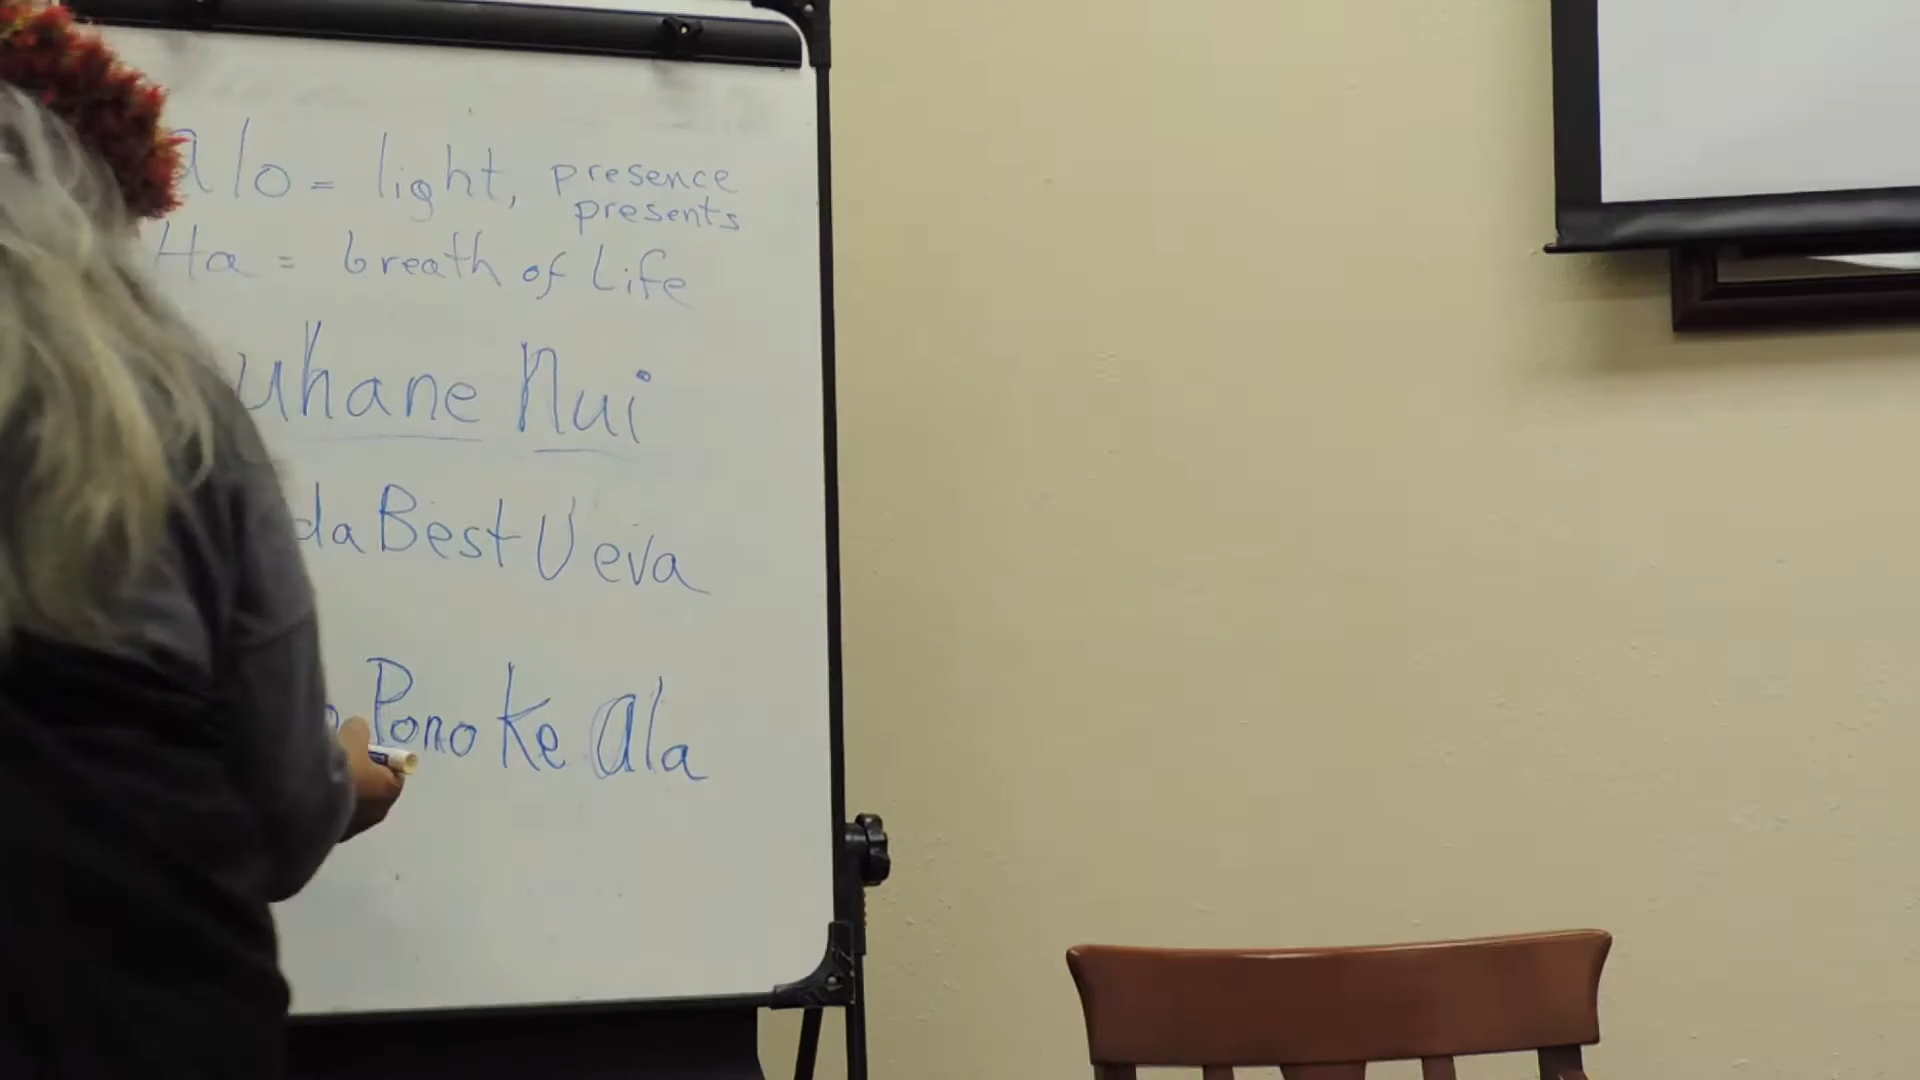 alo = light, presence
presents
Ha = breath of Life
uhane Nui
da Best U eva
Pono Ke Ala